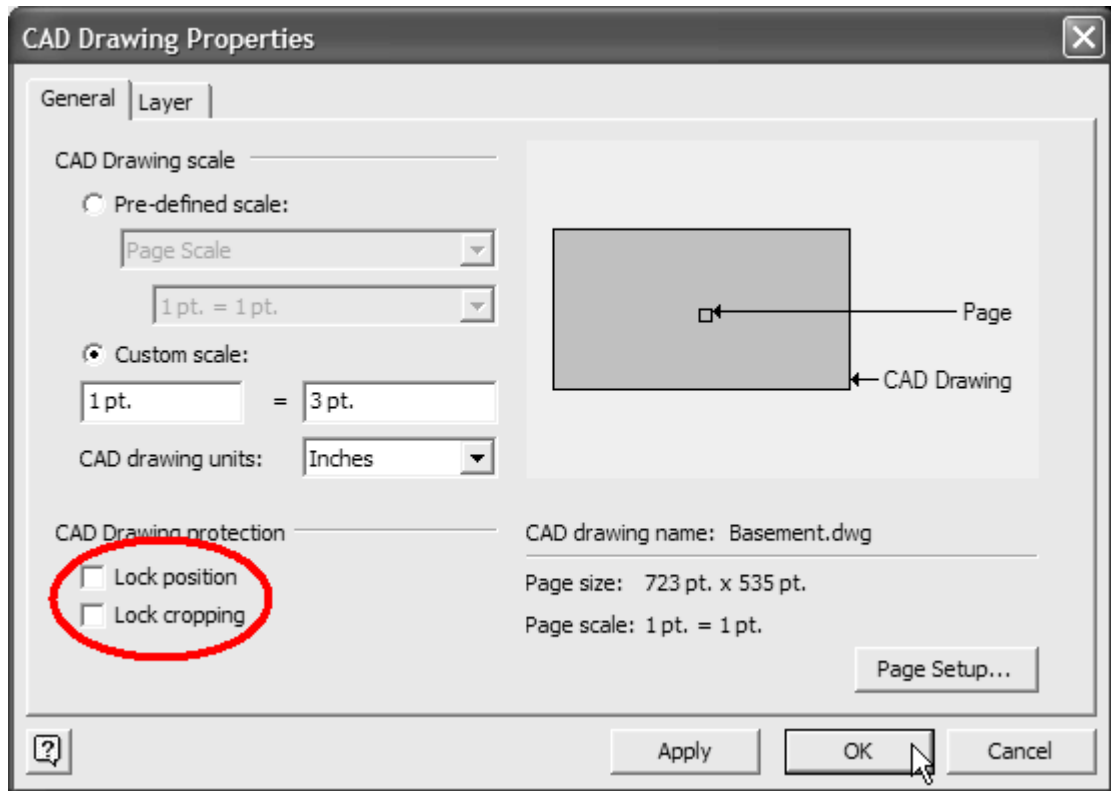 CAD Drawing Properties
General
Layer
CAD Drawing scale
Pre-defined scale:
Page Scale
1 pt. = 1 pt.
Custom scale:
1 pt. = 3 pt.
CAD drawing units: Inches
Page
CAD Drawing
CAD Drawing protection
Lock position
Lock cropping
CAD drawing name: Basement.dwg
Page size: 723 pt. x 535 pt.
Page scale: 1 pt. = 1 pt.
Page Setup...
?
Apply
OK
Cancel